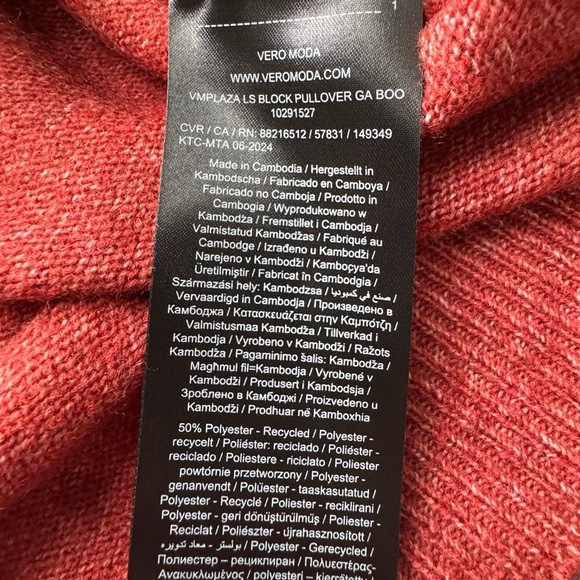 1
VERO MODA
WWW.VEROMODA.COM
VMPLAZA LS BLOCK PULLOVER GA BOO
10291527
CVR / CA / RN: 88216512 / 57831 / 149349
KTC-MTA 06-2024
Made in Cambodia / Hergestellt in
Kambodscha / Fabricado en Camboya /
Fabricado no Camboja / Prodotto in
Cambogia / Wyprodukowano w
Kambodża / Fremstillet i Cambodja /
Valmistatud Kambodžas / Fabriqué au
Cambodge / Izrađeno u Kambodži /
Narejeno v Kambodži / Камбоçya'da
Üretilmiştir / Fabricat în Cambodgia /
Származási hely: Kambodzsa / صنع في كمبوديا /
Vervaardigd in Cambodja / Произведено в
Камбоджа / Κατασκευάζεται στην Καμπότζη /
Valmistusmaa Kambodža / Tillverkad i
Kambodja / Vyrobeno v Kambodži / Ražots
Kambodža / Pagaminimo šalis: Kambodža /
Magħmul fil=Kambodja / Vyrobené v
Kambodži / Produsert i Kambodsja /
Зроблено в Камбоджі / Proizvedeno u
Kambodži / Prodhuar në Kamboxhia
50% Polyester - Recycled / Polyester -
recycelt / Poliéster: reciclado / Poliéster -
reciclado / Poliestere - riciclato / Poliester -
powtórnie przetworzony / Polyester -
genanvendt / Polüester - taaskasutatud /
Polyester - Recyclé / Poliester - reciklirani /
Polyester - geri dönüştürülmüş / Poliester -
Reciclat / Poliészter - újrahasznosított /
بوليستر - معاد تدويره / Polyester - Gerecycled /
Полиестер – рециклиран / Πολυεστέρας-
Ανακυκλωμένος / polyesteri – kierrätetty /